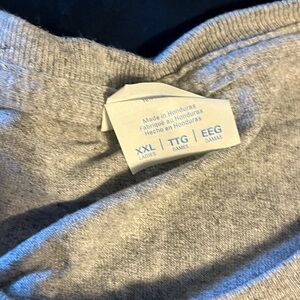 Made in Honduras
Fabriqué au Honduras
Hecho en Honduras
XXL | TTG | EEG
LADIES DAMES DAMAS